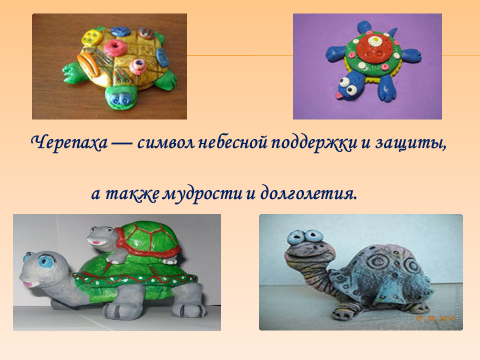 Черепаха — символ небесной поддержки и защиты,
а также мудрости и долголетия.